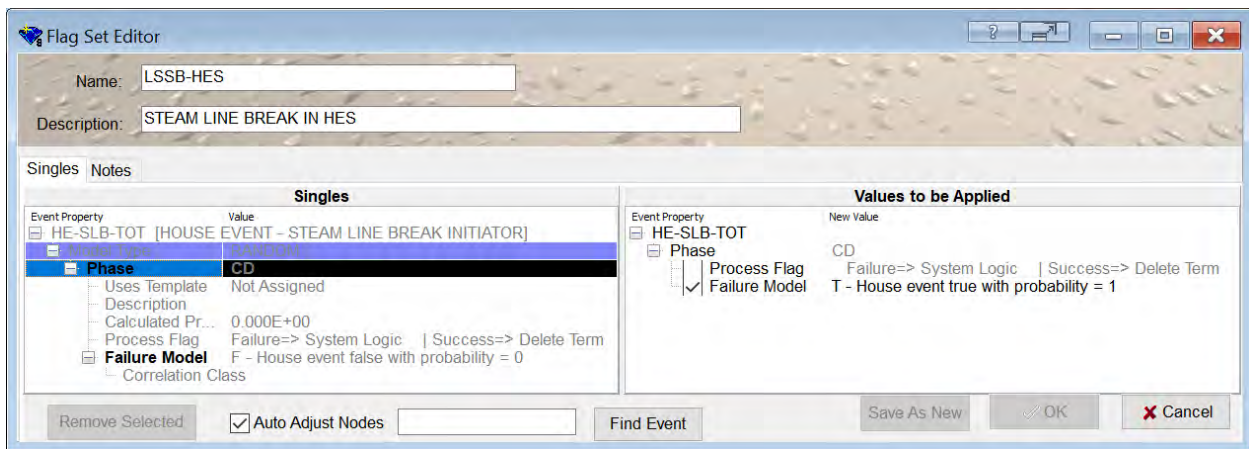 Flag Set Editor
?
Name: LSSB-HES
Description: STEAM LINE BREAK IN HES
Singles Notes
Singles
Event Property Value
HE-SLB-TOT [HOUSE EVENT - STEAM LINE BREAK INITIATOR]
Phase CD
Uses Template Not Assigned
Description
Calculated Pr... 0.000E+00
Process Flag Failure=> System Logic | Success=> Delete Term
Failure Model F - House event false with probability = 0
Correlation Class
Values to be Applied
Event Property New Value
HE-SLB-TOT
Phase CD
Process Flag Failure=> System Logic | Success=> Delete Term
Failure Model T - House event true with probability = 1
Remove Selected Auto Adjust Nodes Find Event Save As New OK Cancel